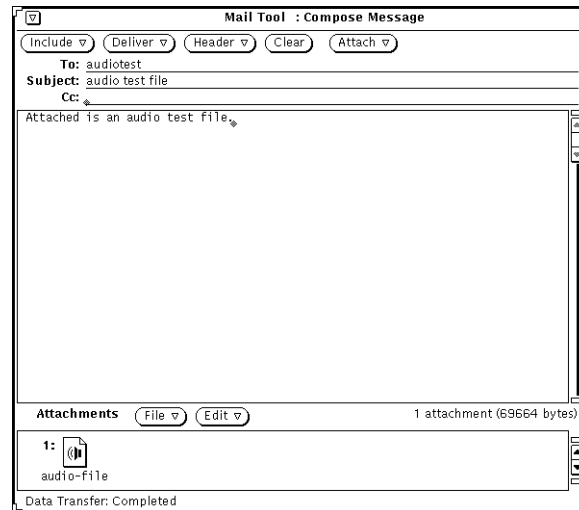 Mail Tool : Compose Message
Include Deliver Header Clear Attach
To: audiotest
Subject: audio test file
Cc:
Attached is an audio test file.
Attachments File Edit 1 attachment (69664 bytes)
1:
audio-file
Data Transfer: Completed